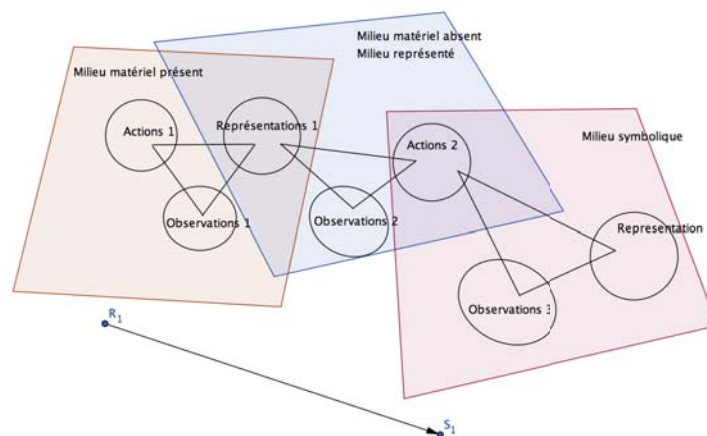 Milieu matériel absent
Milieu représenté
Milieu matériel présent
Milieu symbolique
Actions 1
Représentations 1
Actions 2
Observations 1
Observations 2
Representation
Observations 3
R1
S1